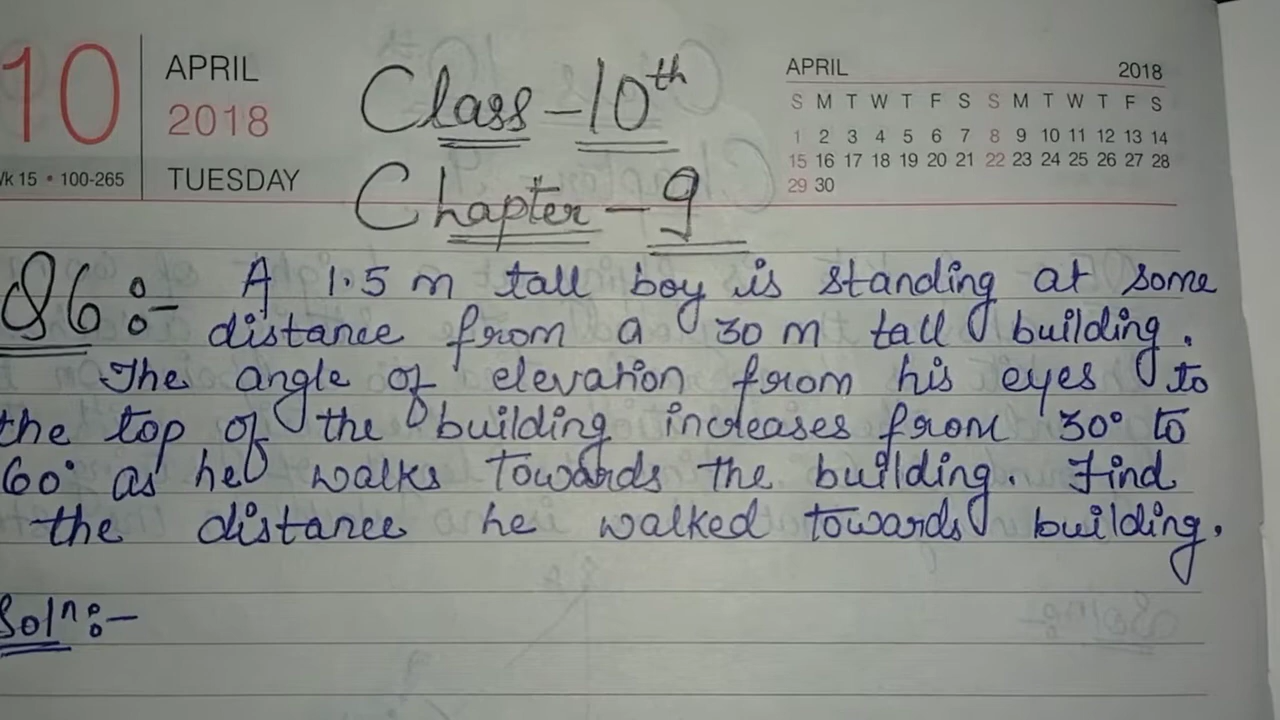 10
APRIL
2018
TUESDAY
Wk 15 • 100-265
Class - 10th
Chapter - 9
APRIL 2018
S M T W T F S S M T W T F S
1 2 3 4 5 6 7 8 9 10 11 12 13 14
15 16 17 18 19 20 21 22 23 24 25 26 27 28
29 30
Q6:- A 1.5 m tall boy is standing at some
distance from a 30 m tall building.
The angle of elevation from his eyes to
the top of the building increases from 30° to
60° as he walks towards the building. Find
the distance he walked towards building.
Soln:-